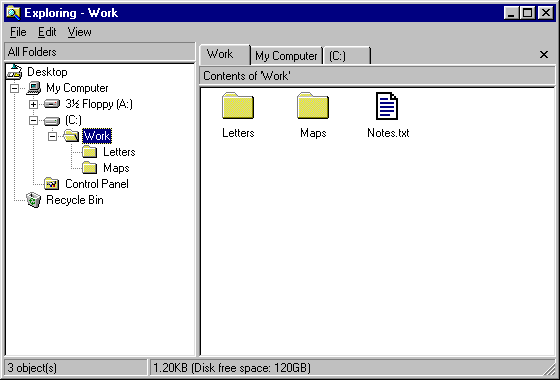 Exploring - Work
File Edit View
All Folders
Work My Computer (C:)
Contents of 'Work'
Desktop
My Computer
3½ Floppy (A:)
(C:)
Work
Letters
Maps
Control Panel
Recycle Bin
Letters Maps Notes.txt
3 object(s) 1.20KB (Disk free space: 120GB)